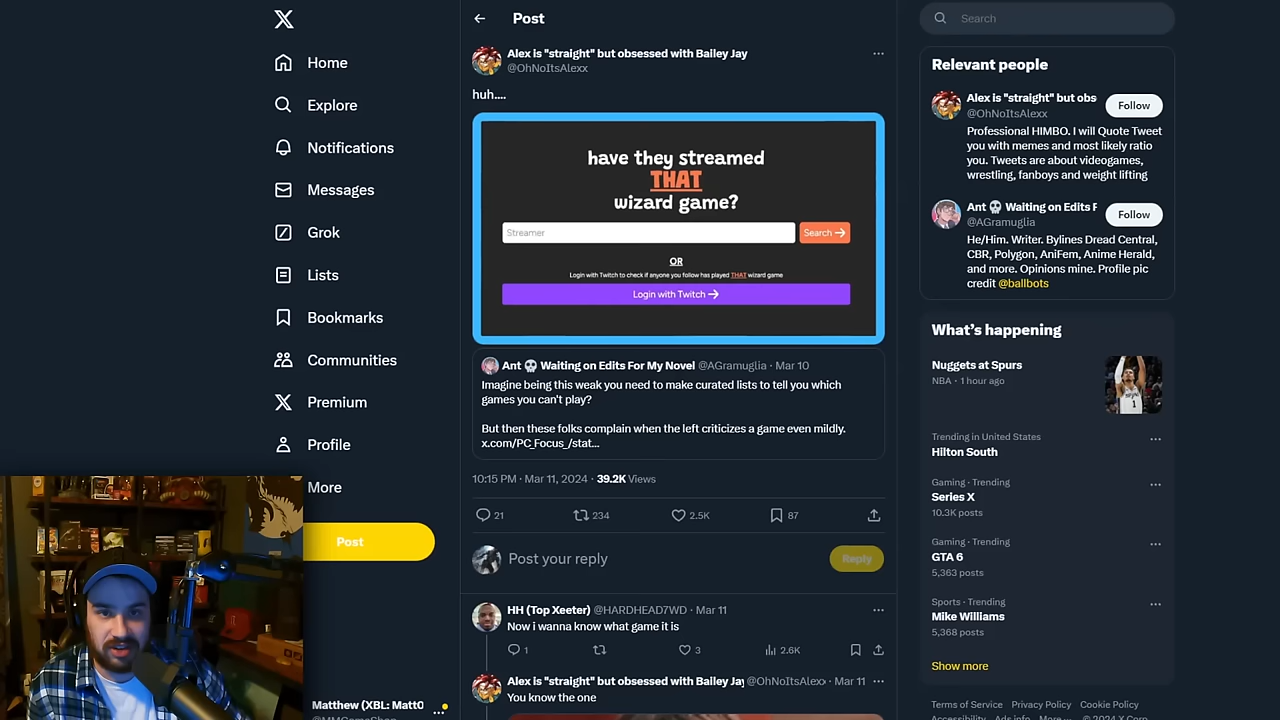 Home
Explore
Notifications
Messages
Grok
Lists
Bookmarks
Communities
Premium
Profile
More
Post
Matthew (XBL: Matt0
Post
Alex is "straight" but obsessed with Bailey Jay
@OhNoItsAlexx
huh....
have they streamed
THAT
wizard game?
Streamer
Search →
OR
Login with Twitch to check if anyone you follow has played THAT wizard game
Login with Twitch →
Ant 💀 Waiting on Edits For My Novel @AGramuglia · Mar 10
Imagine being this weak you need to make curated lists to tell you which
games you can't play?
But then these folks complain when the left criticizes a game even mildly.
x.com/PC_Focus_/stat...
10:15 PM · Mar 11, 2024 · 39.2K Views
21
234
2.5K
87
Post your reply
Reply
HH (Top Xeeter) @HARDHEAD7WD · Mar 11
Now i wanna know what game it is
1
3
2.6K
Alex is "straight" but obsessed with Bailey Jay @OhNoItsAlexx · Mar 11
You know the one
Search
Relevant people
Alex is "straight" but obs
@OhNoItsAlexx
Follow
Professional HIMBO. I will Quote Tweet
you with memes and most likely ratio
you. Tweets are about videogames,
wrestling, fanboys and weight lifting
Ant 💀 Waiting on Edits F
@AGramuglia
Follow
He/Him. Writer. Bylines Dread Central,
CBR, Polygon, AniFem, Anime Herald,
and more. Opinions mine. Profile pic
credit @ballbots
What's happening
Nuggets at Spurs
NBA · 1 hour ago
Trending in United States
Hilton South
Gaming · Trending
Series X
10.3K posts
Gaming · Trending
GTA 6
5,363 posts
Sports · Trending
Mike Williams
5,368 posts
Show more
Terms of Service Privacy Policy Cookie Policy